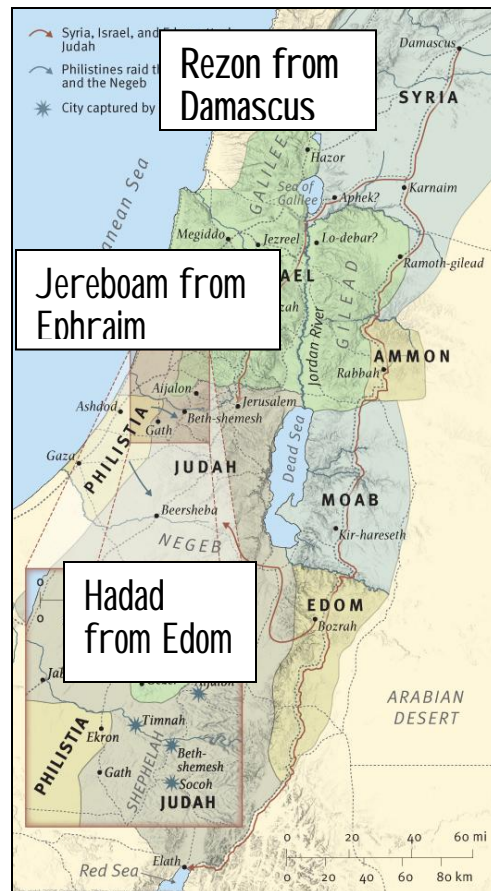 Syria, Israel, and
Judah
Philistines raid th
and the Negeb
City captured by
Rezon from
Damascus
Damascus
SYRIA
GALILEE
Hazor
Sea of
Galilee
Aphek?
Karnaim
anean Sea
Megiddo
Jezreel
Lo-debar?
Ramoth-gilead
Jereboam from
Ephraim
AEL
GILEAD
Jordan River
AMMON
Rabbah
Aijalon
Jerusalem
Ashdod
Beth-shemesh
Gath
PHILISTIA
Gaza
JUDAH
Dead Sea
MOAB
Beersheba
Kir-hareseth
NEGEB
EDOM
Bozrah
Hadad
from Edom
ARABIAN
DESERT
Timnah
Ekron
PHILISTIA
SHEPHELAH
Beth-
shemesh
Gath
Socoh
JUDAH
Red Sea
Elath
0 20 40 60 mi
0 20 40 60 80 km